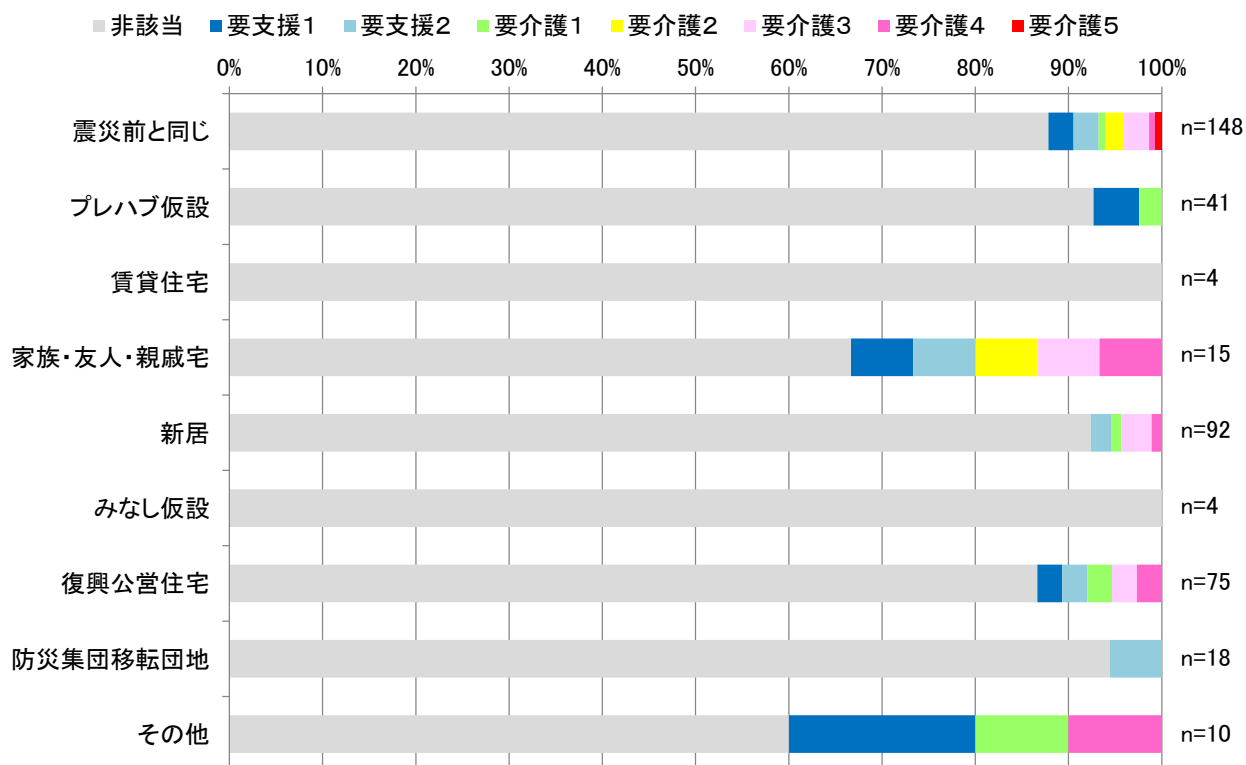 非該当 要支援1 要支援2 要介護1 要介護2 要介護3 要介護4 要介護5
0% 10% 20% 30% 40% 50% 60% 70% 80% 90% 100%
震災前と同じ n=148
プレハブ仮設 n=41
賃貸住宅 n=4
家族・友人・親戚宅 n=15
新居 n=92
みなし仮設 n=4
復興公営住宅 n=75
防災集団移転団地 n=18
その他 n=10